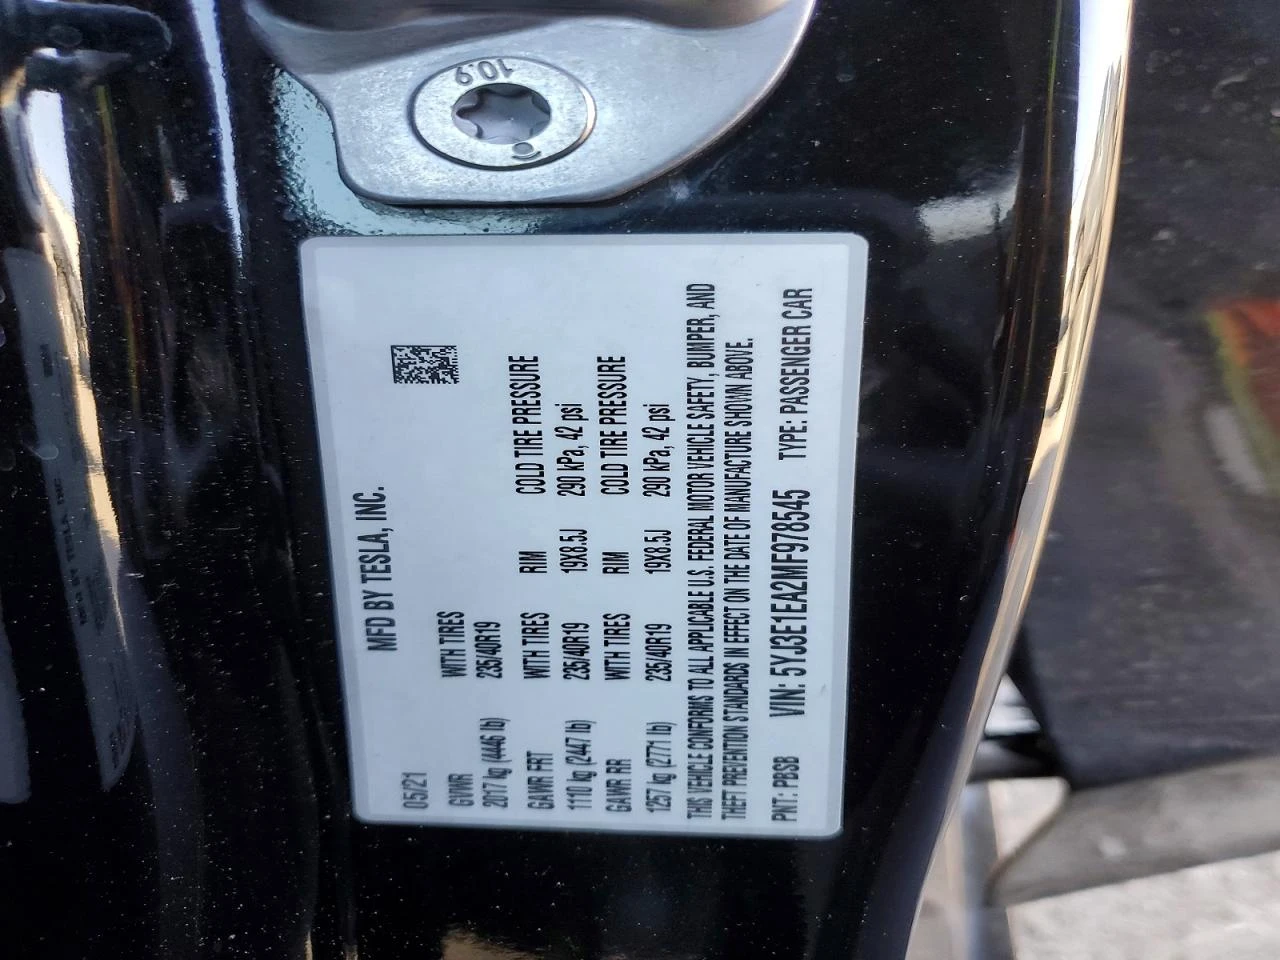 10.9
MFD BY TESLA, INC.
05/21
GVWR WITH TIRES
2017 kg (4446 lb) 235/40R19
GAWR FRT WITH TIRES RIM COLD TIRE PRESSURE
1110 kg (2447 lb) 235/40R19 19X8.5J 290 kPa, 42 psi
GAWR RR WITH TIRES RIM COLD TIRE PRESSURE
1257 kg (2771 lb) 235/40R19 19X8.5J 290 kPa, 42 psi
THIS VEHICLE CONFORMS TO ALL APPLICABLE U.S. FEDERAL MOTOR VEHICLE SAFETY, BUMPER, AND
THEFT PREVENTION STANDARDS IN EFFECT ON THE DATE OF MANUFACTURE SHOWN ABOVE.
PNT: PBSB VIN: 5YJ3E1EA2MF978545 TYPE: PASSENGER CAR
MFD BY TESLA, INC